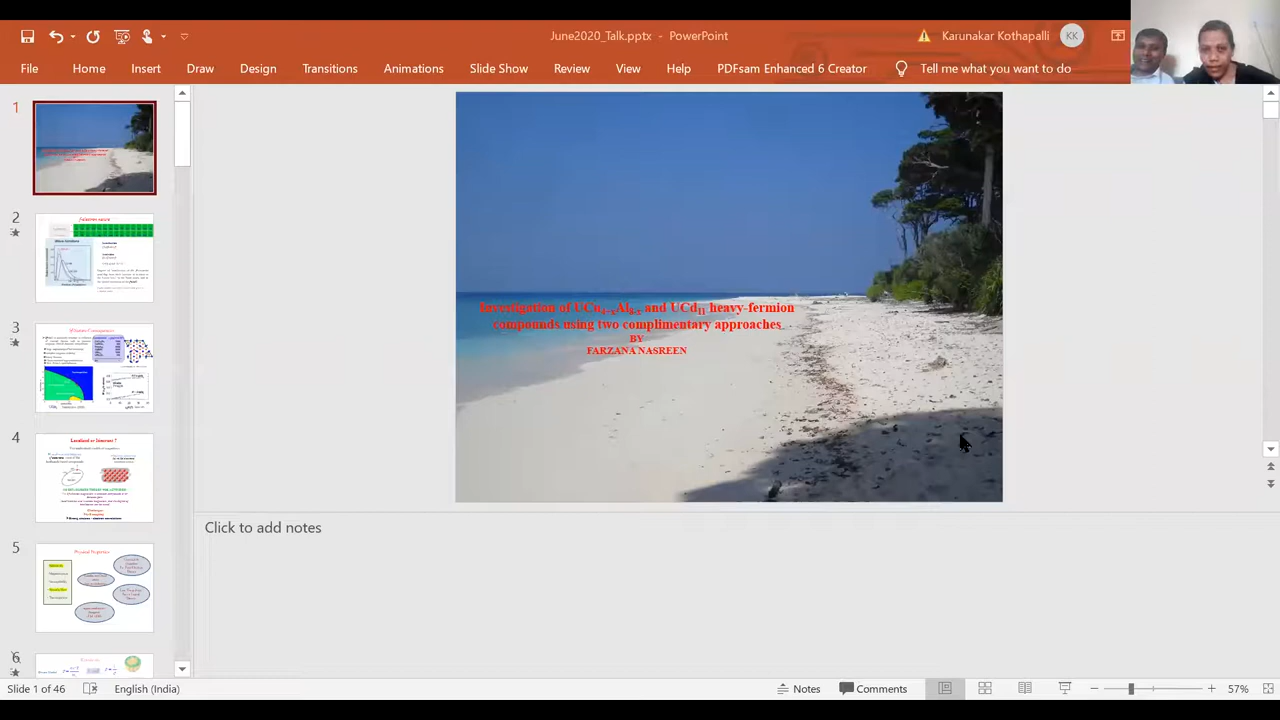 June2020_Talk.pptx - PowerPoint
Karunakar Kothapalli
KK
File Home Insert Draw Design Transitions Animations Slide Show Review View Help PDFsam Enhanced 6 Creator Tell me what you want to do
1
2
3
4
Localized or Itinerant ?
5
Physical Properties
6
Investigation of UCu4+xAl8-x and UCd11 heavy-fermion
compounds using two complimentary approaches
BY
FARZANA NASREEN
Click to add notes
Slide 1 of 46 English (India) Notes Comments 57%